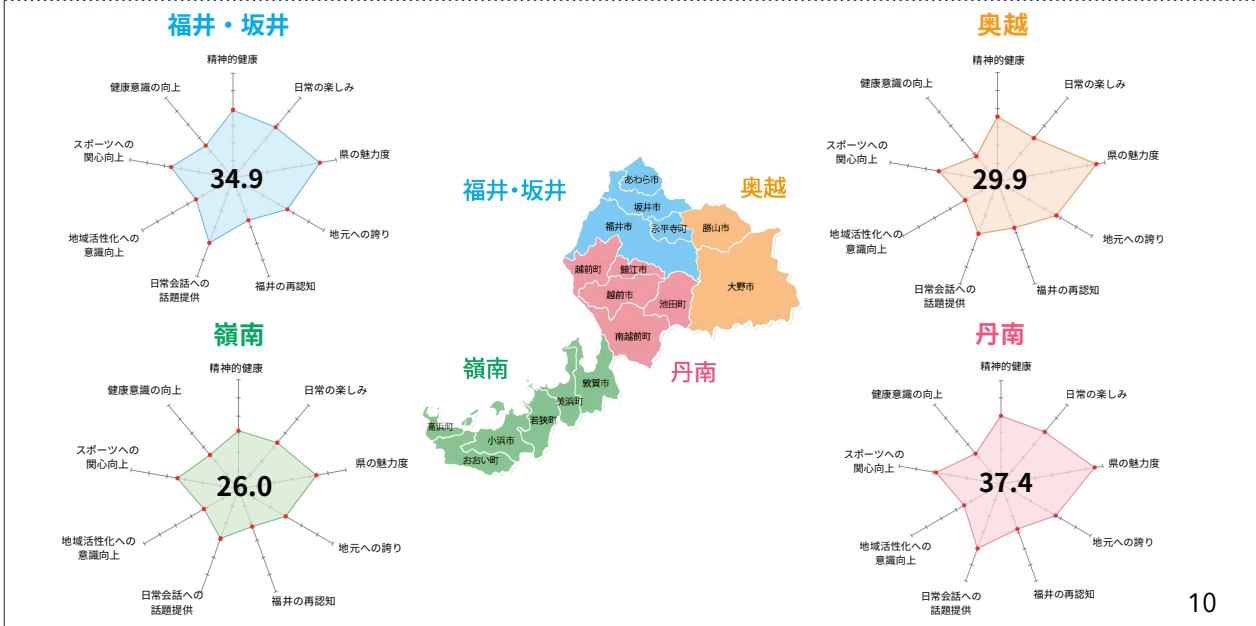 福井・坂井
精神的健康
日常の楽しみ
県の魅力度
地元への誇り
福井の再認知
日常会話への
話題提供
地域活性化への
意識向上
スポーツへの
関心向上
健康意識の向上
34.9
奥越
精神的健康
日常の楽しみ
県の魅力度
地元への誇り
福井の再認知
日常会話への
話題提供
地域活性化への
意識向上
スポーツへの
関心向上
健康意識の向上
29.9
福井・坂井
奥越
あわら市
坂井市
福井市
永平寺町
勝山市
越前町
鯖江市
大野市
越前市
池田町
南越前町
嶺南
丹南
敦賀市
美浜町
若狭町
高浜町
小浜市
おおい町
嶺南
精神的健康
日常の楽しみ
県の魅力度
地元への誇り
福井の再認知
日常会話への
話題提供
地域活性化への
意識向上
スポーツへの
関心向上
健康意識の向上
26.0
丹南
精神的健康
日常の楽しみ
県の魅力度
地元への誇り
福井の再認知
日常会話への
話題提供
地域活性化への
意識向上
スポーツへの
関心向上
健康意識の向上
37.4
10